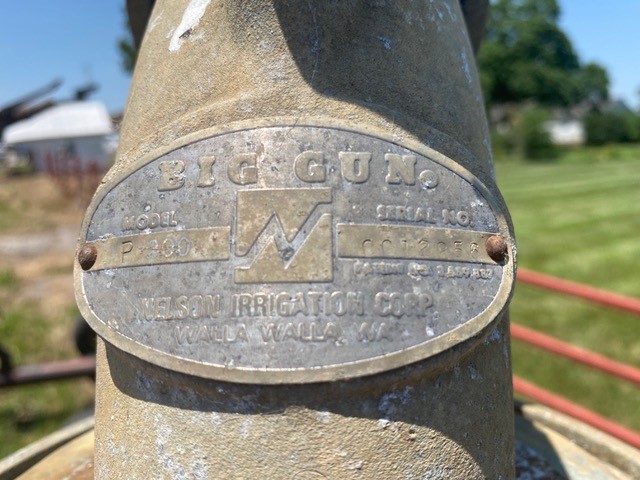 BIG GUN®
MODEL SERIAL NO.
P
NELSON IRRIGATION CORP
WALLA WALLA, WA